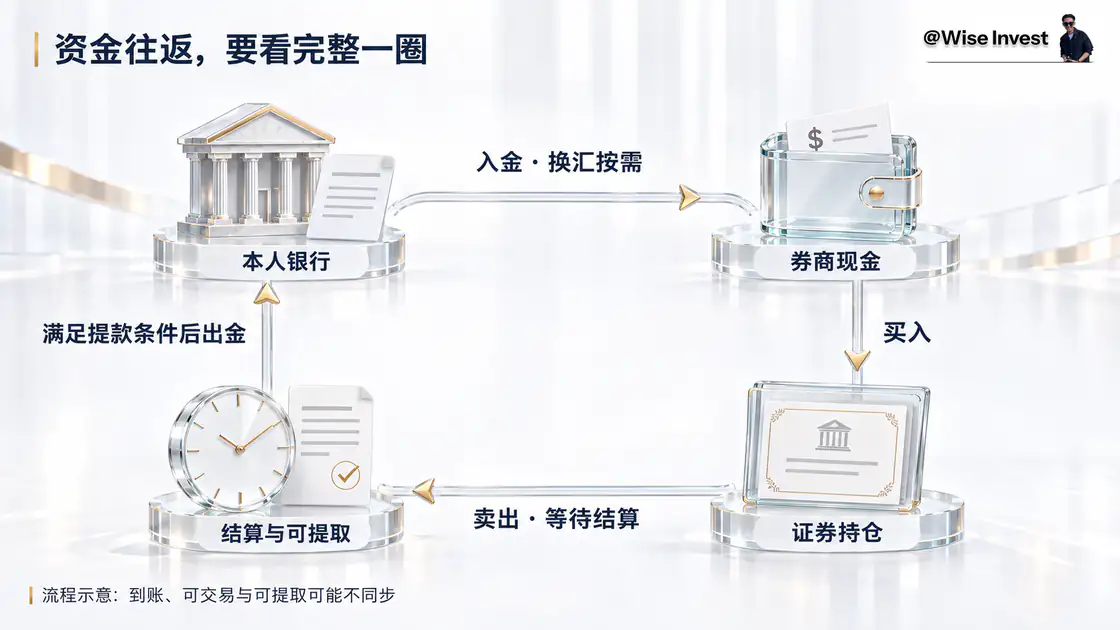 资金往返，要看完整一圈
@Wise Invest
入金·换汇按需
$
本人银行
券商现金
满足提款条件后出金
买入
卖出·等待结算
结算与可提取
证券持仓
流程示意：到账、可交易与可提取可能不同步